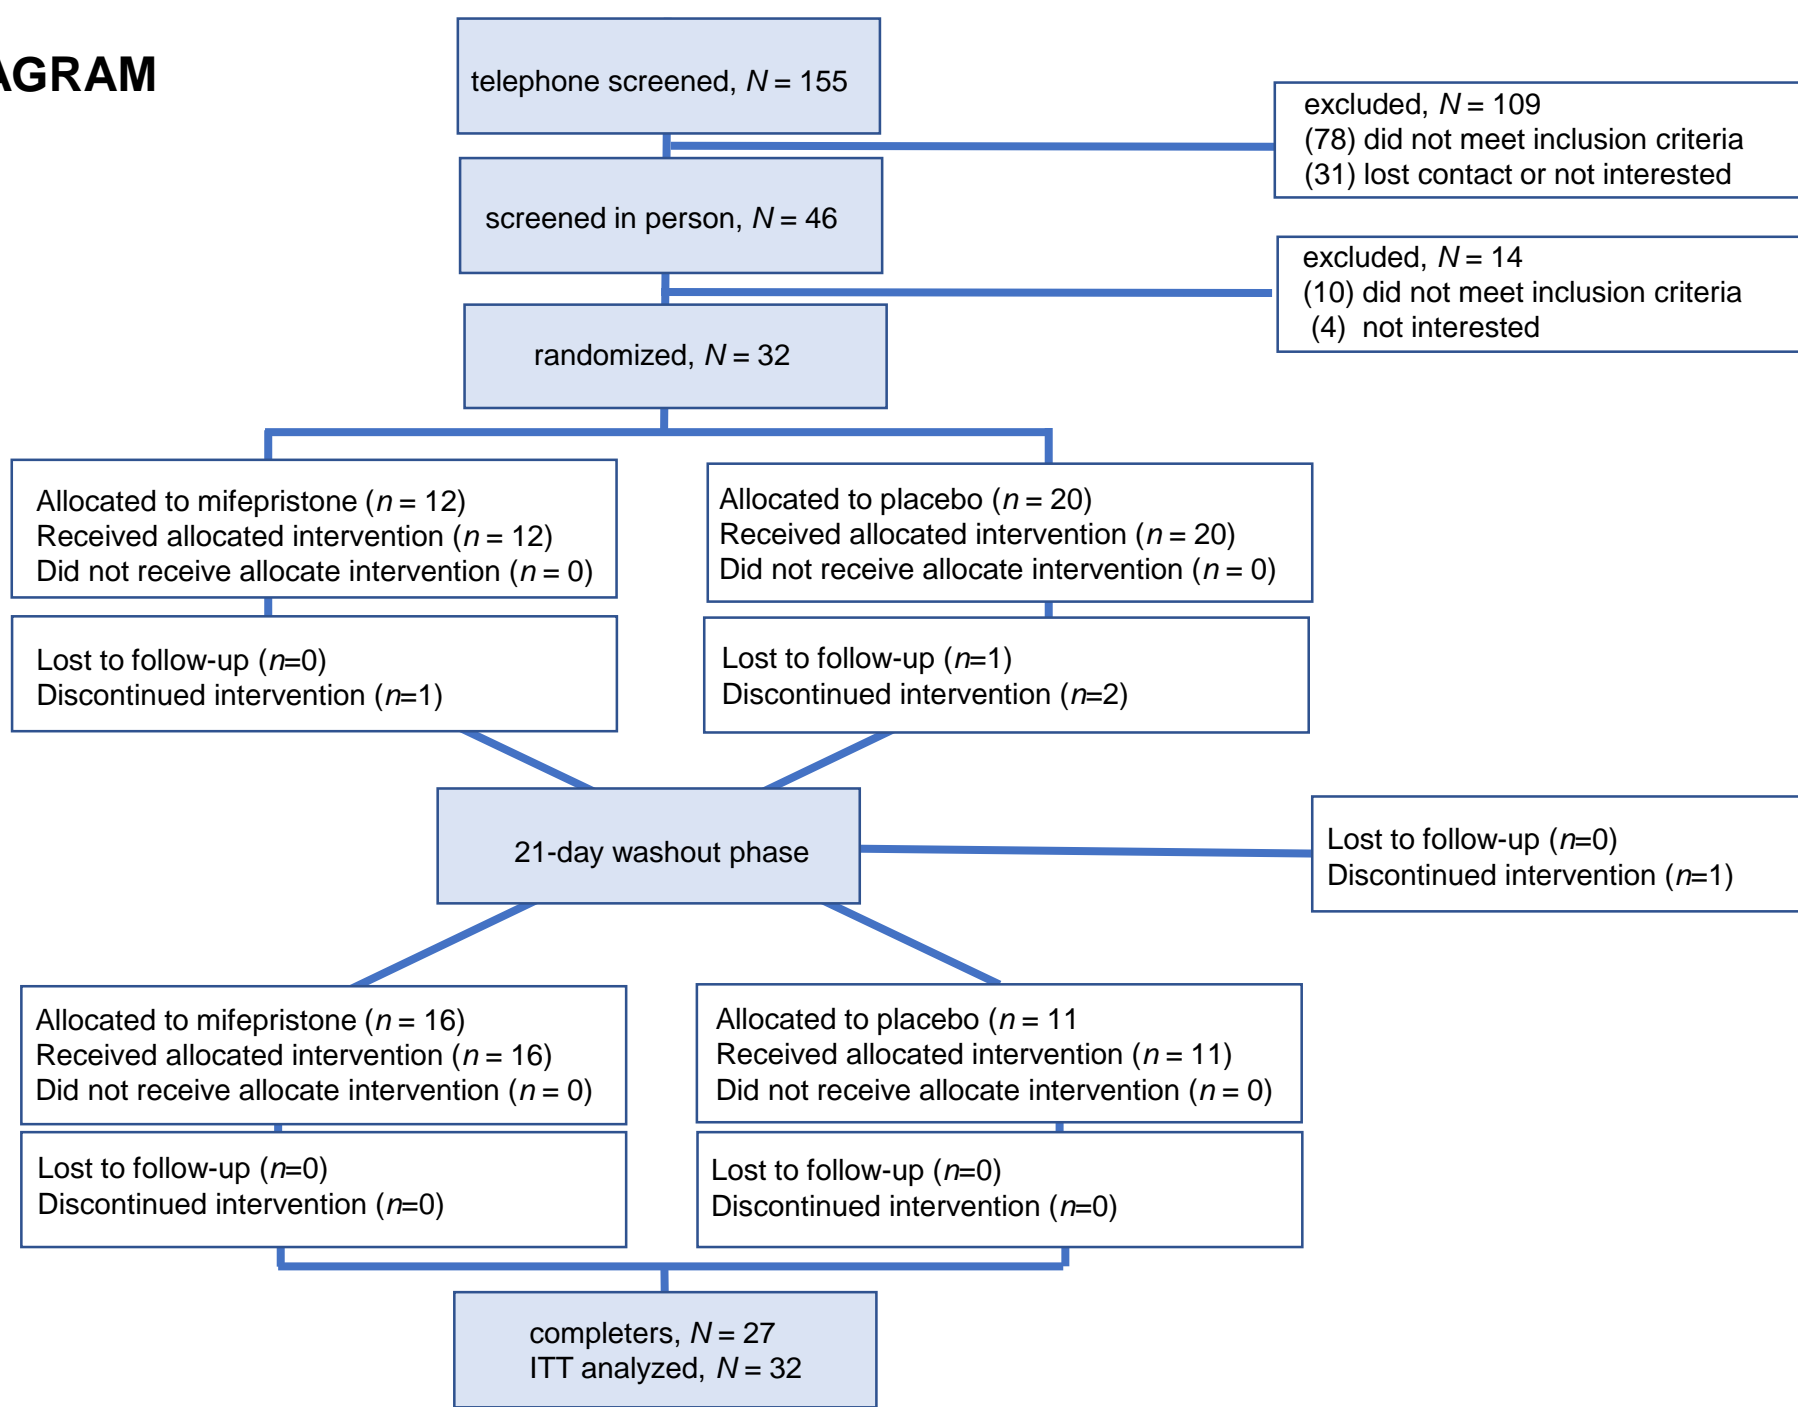 AGRAM
telephone screened, N = 155
excluded, N = 109
(78) did not meet inclusion criteria
(31) lost contact or not interested
screened in person, N = 46
excluded, N = 14
(10) did not meet inclusion criteria
(4) not interested
randomized, N = 32
Allocated to mifepristone (n = 12)
Received allocated intervention (n = 12)
Did not receive allocate intervention (n = 0)
Allocated to placebo (n = 20)
Received allocated intervention (n = 20)
Did not receive allocate intervention (n = 0)
Lost to follow-up (n=0)
Discontinued intervention (n=1)
Lost to follow-up (n=1)
Discontinued intervention (n=2)
21-day washout phase
Lost to follow-up (n=0)
Discontinued intervention (n=1)
Allocated to mifepristone (n = 16)
Received allocated intervention (n = 16)
Did not receive allocate intervention (n = 0)
Allocated to placebo (n = 11
Received allocated intervention (n = 11)
Did not receive allocate intervention (n = 0)
Lost to follow-up (n=0)
Discontinued intervention (n=0)
Lost to follow-up (n=0)
Discontinued intervention (n=0)
completers, N = 27
ITT analyzed, N = 32